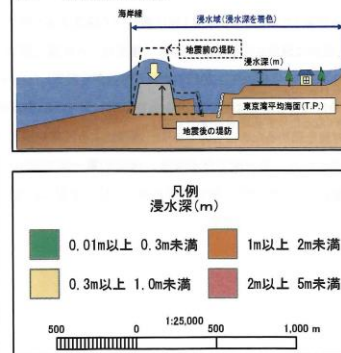 海岸線
浸水域(浸水深を着色)
地震前の堤防
浸水深(m)
東京湾平均海面(T.P.)
地震後の堤防
凡例
浸水深(m)
0.01m以上 0.3m未満
1m以上 2m未満
0.3m以上 1.0m未満
2m以上 5m未満
1:25,000
500 0 500 1,000 m